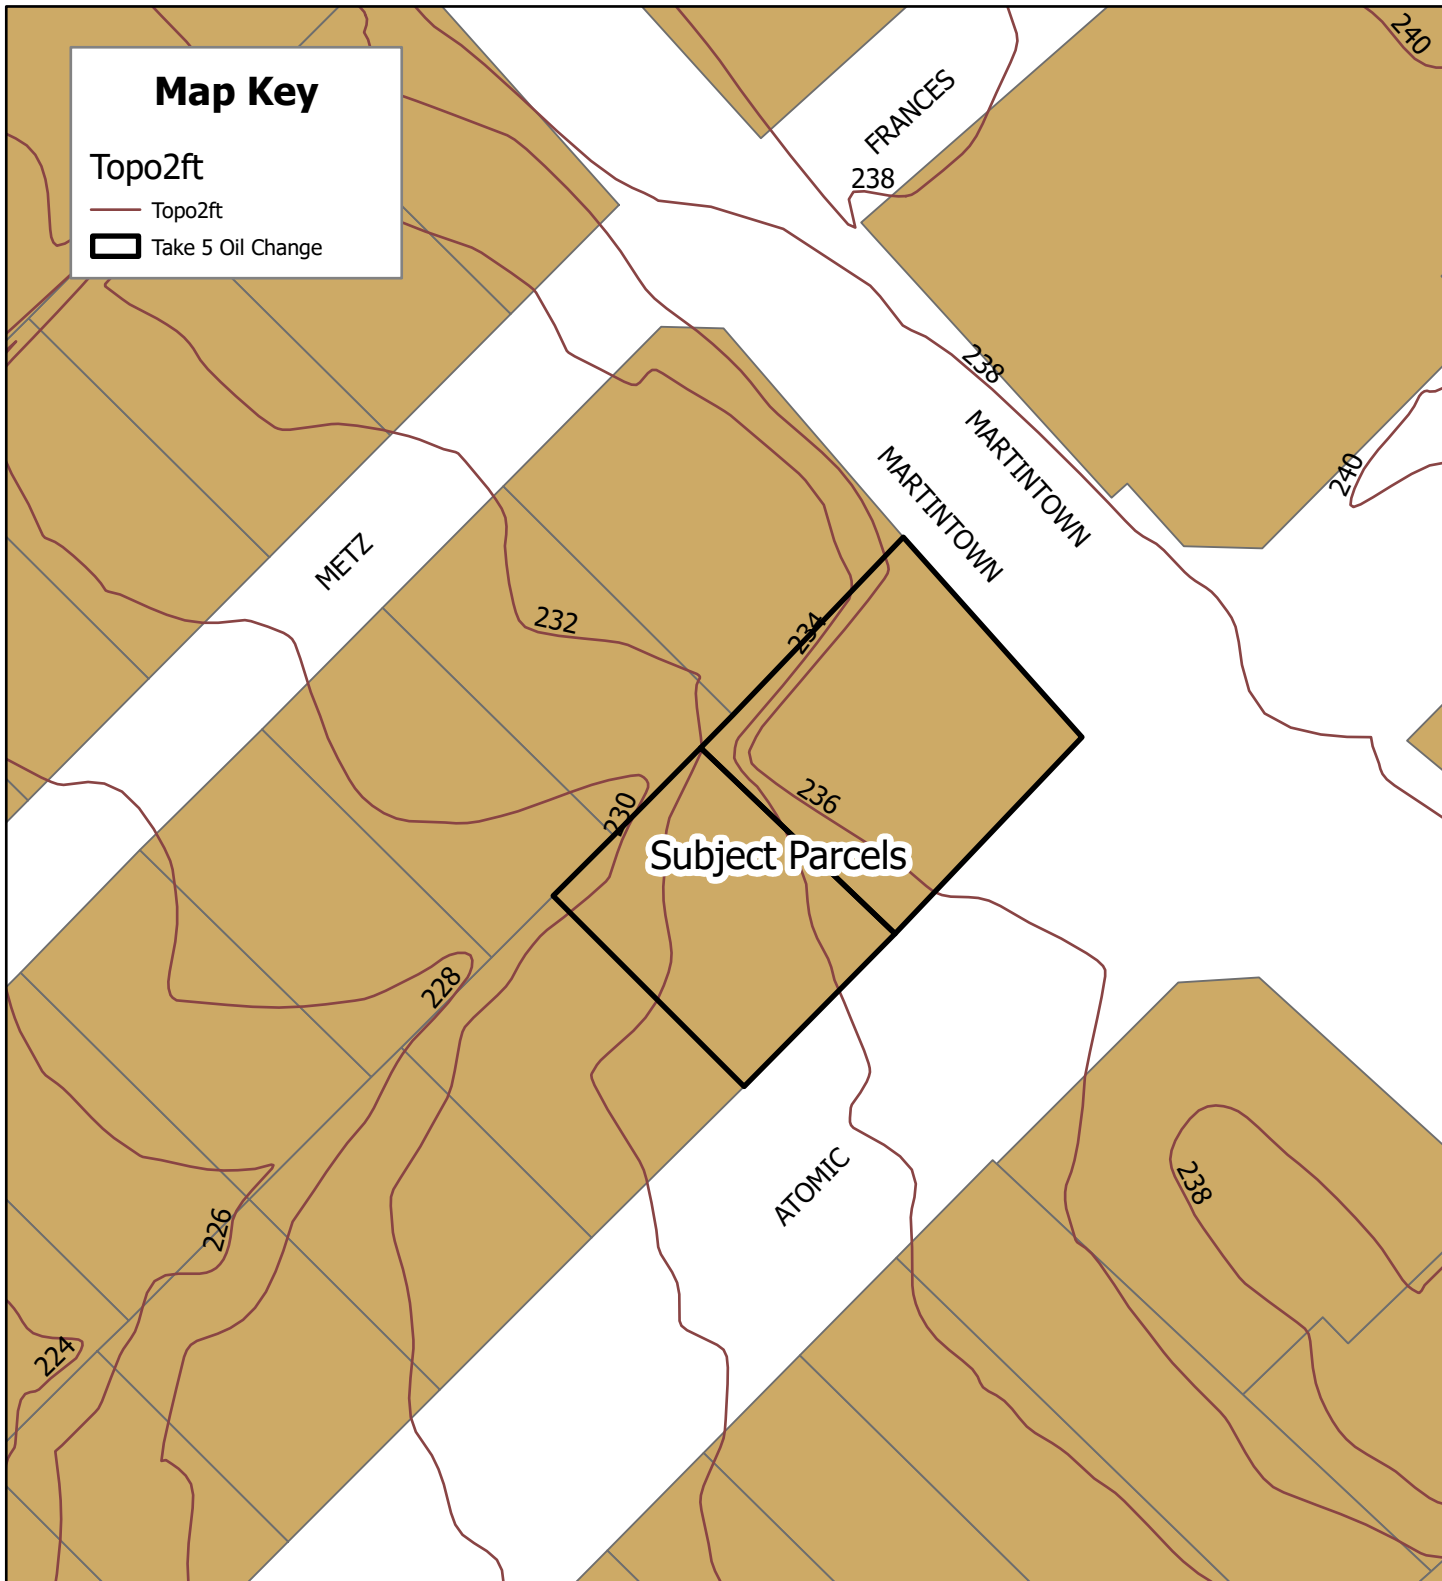 240
Map Key
FRANCES
Topo2ft
238
Topo2ft
Take 5 Oil Change
238
MARTINTOWN
MARTINTOWN
240
METZ
232
234
236
230
Subject Parcels
228
ATOMIC
238
226
224